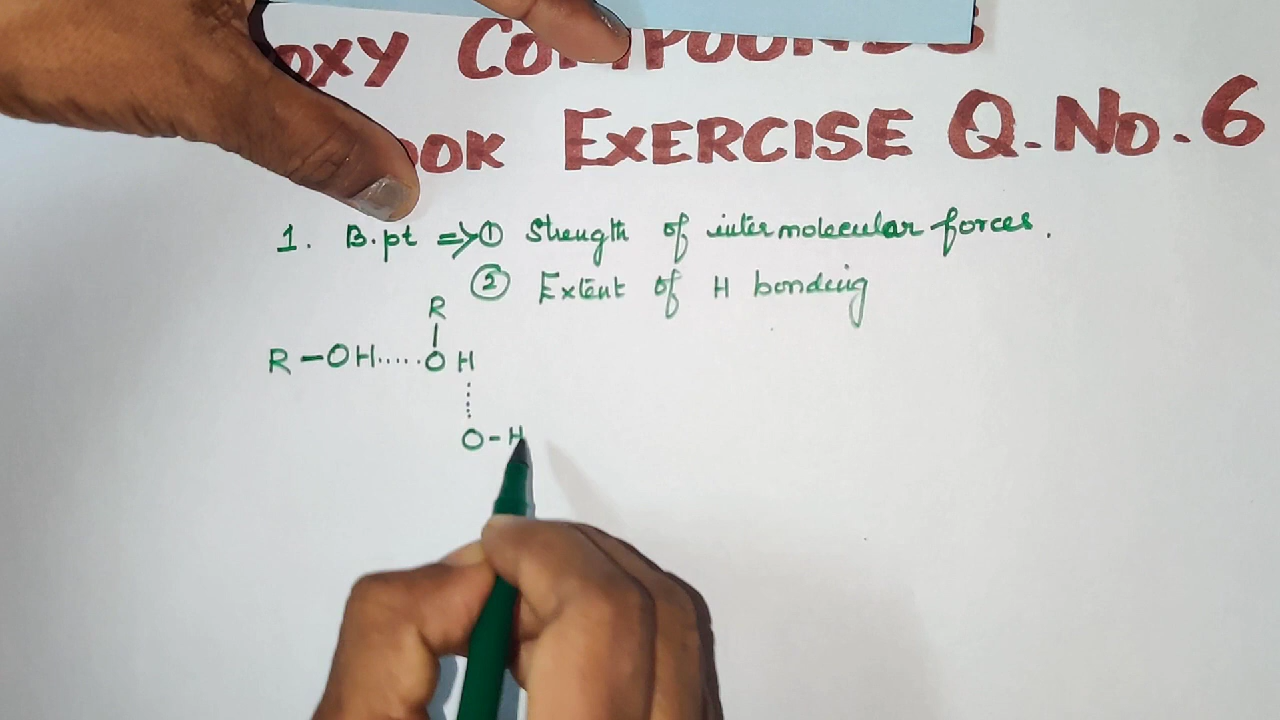 OXY COMPOUNDS
OOK EXERCISE Q.No.6
1. B.pt => ① Strength of intermolecular forces.
② Extent of H bonding
R
R-OH.....OH
O-H